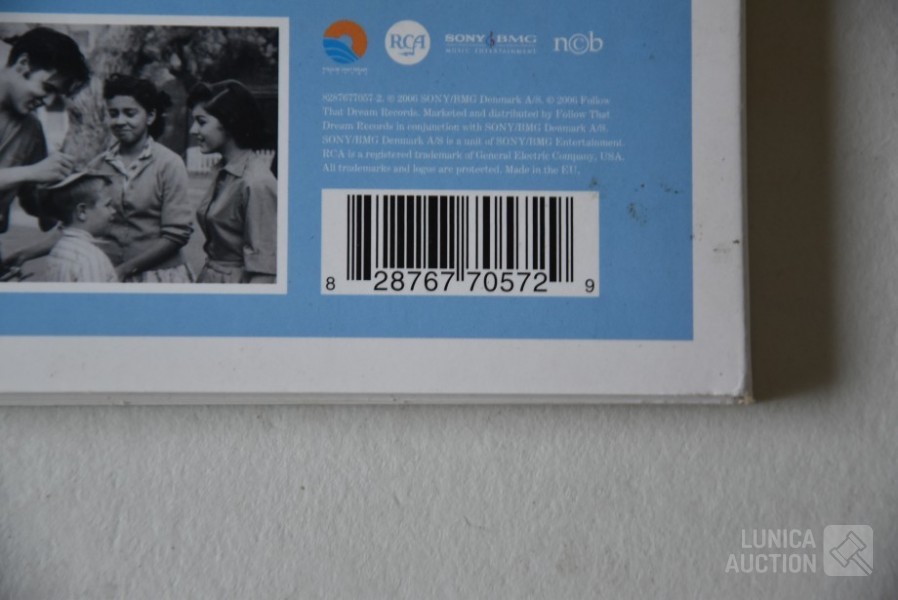 RCA
SONY BMG
MUSIC ENTERTAINMENT
n©b
8287677057-2. ℗ 2006 SONY/BMG Denmark A/S. © 2006 Follow
That Dream Records. Marketed and distributed by Follow That
Dream Records in conjunction with SONY/BMG Denmark A/S.
SONY/BMG Denmark A/S is a unit of SONY/BMG Entertainment.
RCA is a registered trademark of General Electric Company, USA.
All trademarks and logos are protected. Made in the EU.
8 28767 70572 9
LUNICA
AUCTION